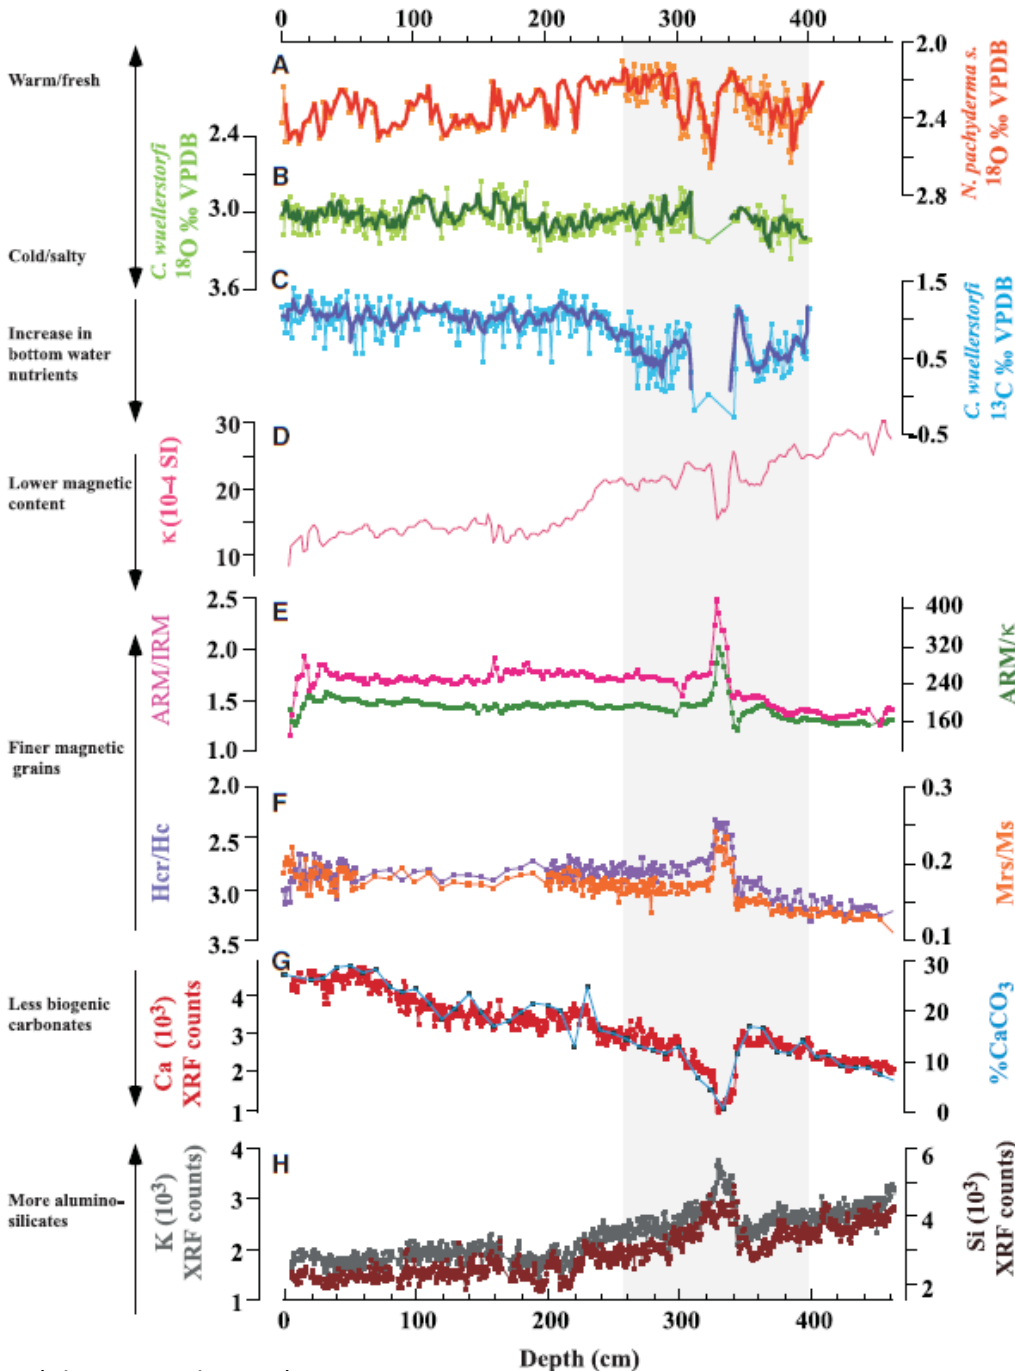 0 100 200 300 400
Warm/fresh
Cold/salty
Increase in
bottom water
nutrients
Lower magnetic
content
Finer magnetic
grains
Less biogenic
carbonates
More alumino-
silicates
A
2.0
2.4
2.8
N. pachyderma s.
18O ‰ VPDB
B
2.4
3.0
3.6
C. wuellerstorfi
18O ‰ VPDB
C
1.5
0.5
-0.5
C. wuellerstorfi
13C ‰ VPDB
D
30
20
10
κ (10-4 SI)
E
2.5
2.0
1.5
1.0
ARM/IRM
400
320
240
160
ARM/κ
F
2.0
2.5
3.0
3.5
Hcr/Hc
0.3
0.2
0.1
Mrs/Ms
G
4
3
2
1
Ca (10³)
XRF counts
30
20
10
0
%CaCO₃
H
4
3
2
1
K (10³)
XRF counts)
6
4
2
Si (10³)
XRF counts)
0 100 200 300 400
Depth (cm)